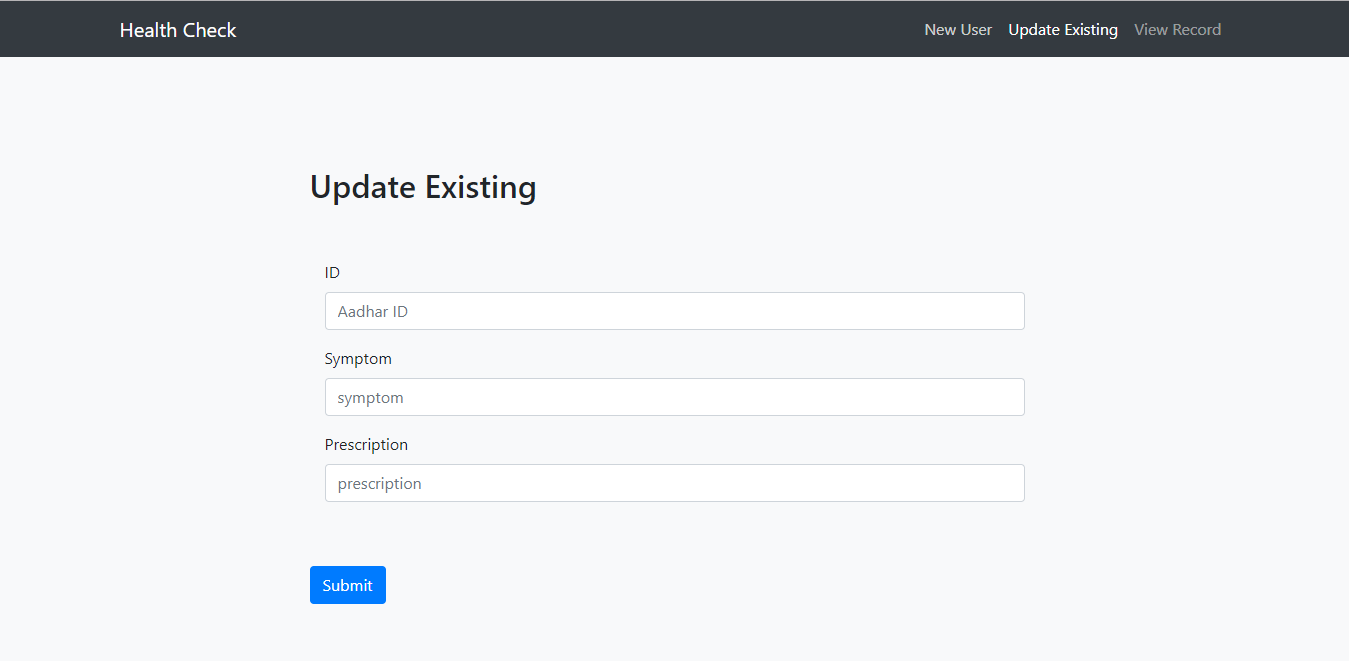 Health Check
New User Update Existing View Record
Update Existing
ID
Aadhar ID
Symptom
symptom
Prescription
prescription
Submit